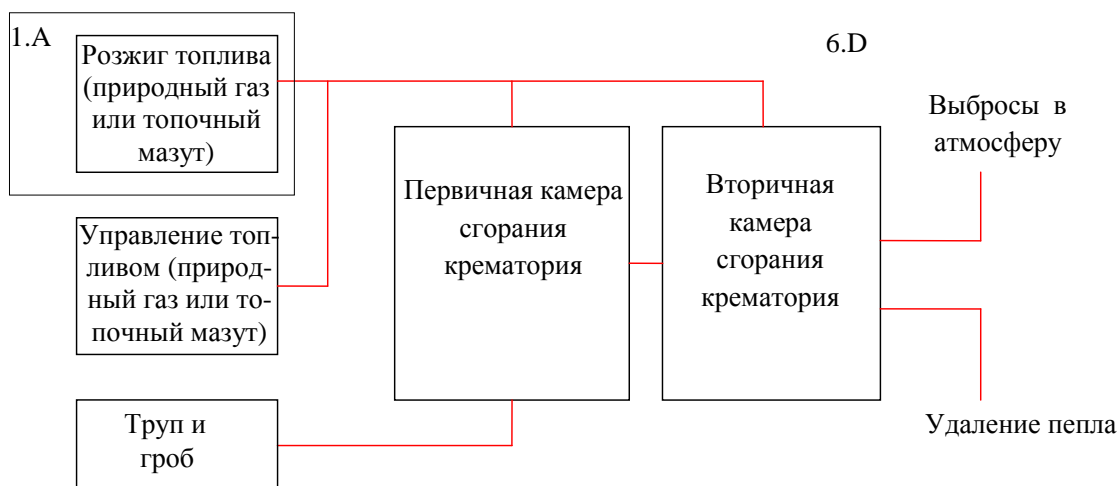 1.A
Розжиг топлива
(природный газ
или топочный
мазут)
6.D
Выбросы в
атмосферу
Первичная камера
сгорания
крематория
Вторичная
камера
сгорания
крематория
Управление топ-
ливом (природ-
ный газ или то-
почный мазут)
Труп и
гроб
Удаление пепла